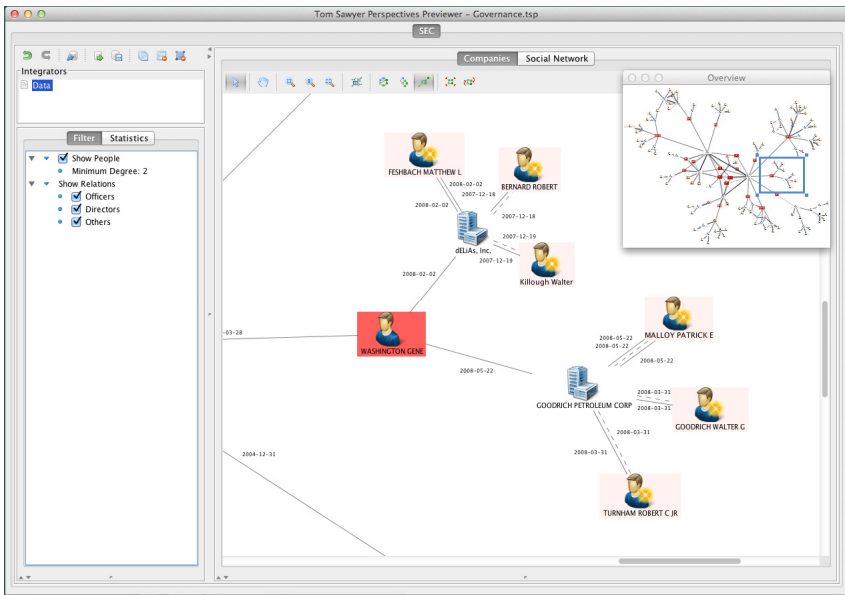 Tom Sawyer Perspectives Previewer – Governance.tsp
SEC
Integrators
Data
Filter
Statistics
Show People
Minimum Degree: 2
Show Relations
Officers
Directors
Others
Companies
Social Network
Overview
FESHBACH MATTHEW L
BERNARD ROBERT
2008-02-02
2007-12-18
2008-02-02
2007-12-18
2007-12-19
dELiAs, Inc.
2007-12-19
Killough Walter
2008-02-02
-03-28
WASHINGTON GENE
2008-05-22
2008-05-22
MALLOY PATRICK E
2008-05-22
2008-05-22
2008-03-31
GOODRICH PETROLEUM CORP
2008-03-31
GOODRICH WALTER G
2008-03-31
2008-03-31
2004-12-31
TURNHAM ROBERT C JR